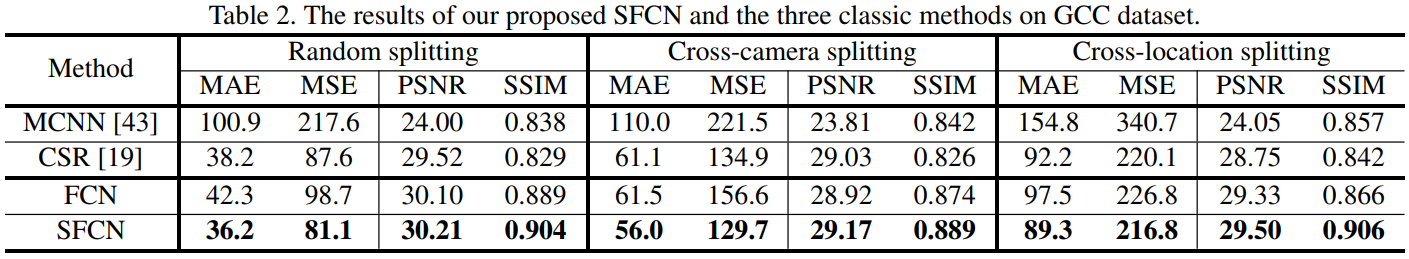 Table 2. The results of our proposed SFCN and the three classic methods on GCC dataset.
Method Random splitting Cross-camera splitting Cross-location splitting
MAE MSE PSNR SSIM MAE MSE PSNR SSIM MAE MSE PSNR SSIM
MCNN [43] 100.9 217.6 24.00 0.838 110.0 221.5 23.81 0.842 154.8 340.7 24.05 0.857
CSR [19] 38.2 87.6 29.52 0.829 61.1 134.9 29.03 0.826 92.2 220.1 28.75 0.842
FCN 42.3 98.7 30.10 0.889 61.5 156.6 28.92 0.874 97.5 226.8 29.33 0.866
SFCN 36.2 81.1 30.21 0.904 56.0 129.7 29.17 0.889 89.3 216.8 29.50 0.906